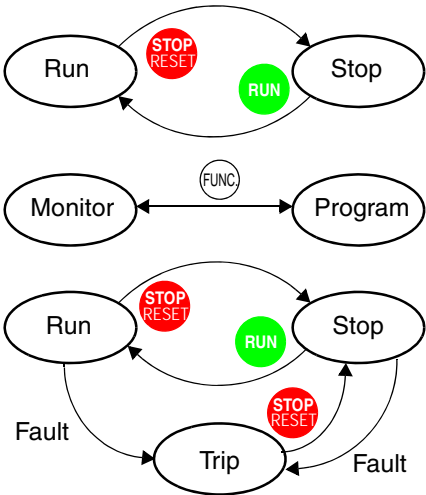 STOP
RESET
Run
Stop
RUN
FUNC.
Monitor
Program
STOP
RESET
Run
Stop
RUN
STOP
RESET
Fault
Trip
Fault